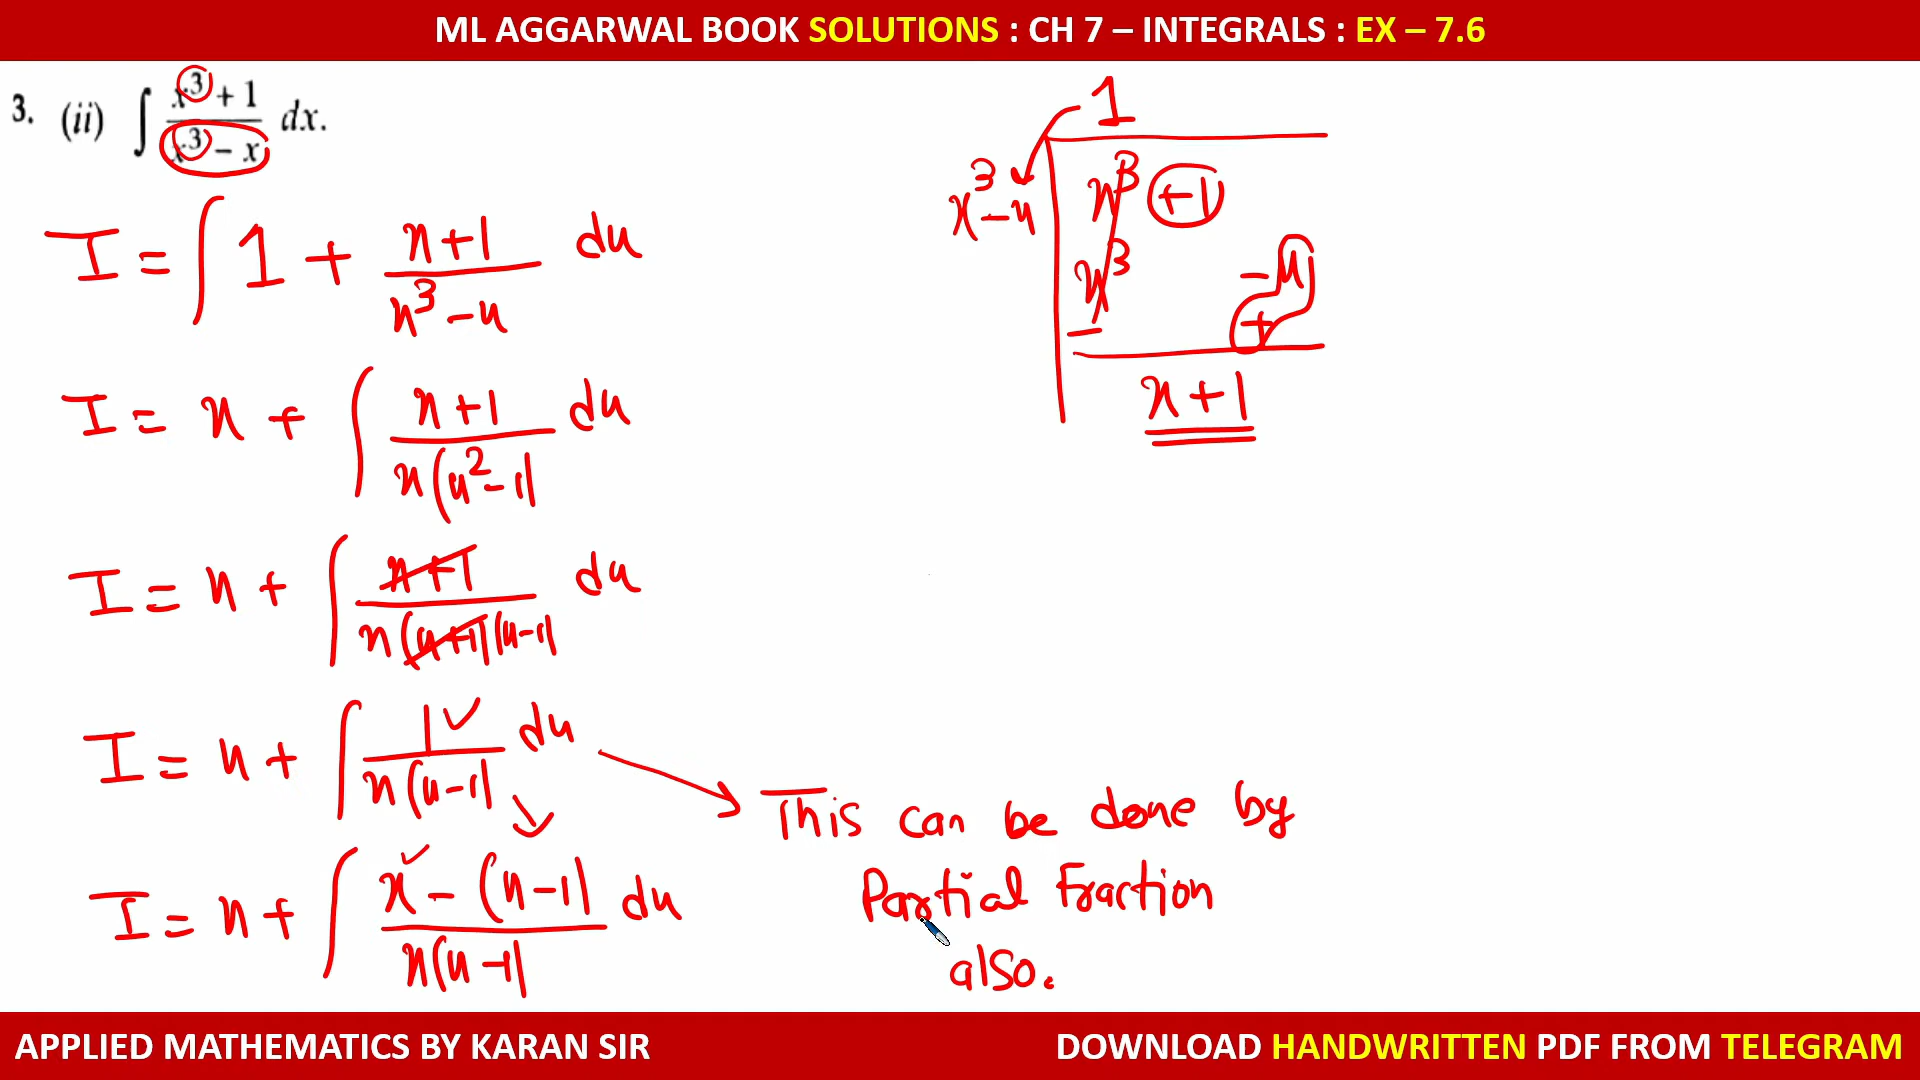 ML AGGARWAL BOOK SOLUTIONS : CH 7 – INTEGRALS : EX – 7.6
3. (ii) ∫ (x³ + 1)/(x³ – x) dx.
I = ∫ 1 + (x+1)/(x³ – x) dx
I = x + ∫ (x+1)/(x(x² – 1)) dx
I = x + ∫ (x+1)/(x(x+1)(x–1)) dx
I = x + ∫ 1/(x(x–1)) dx
I = x + ∫ (x – (x–1))/(x(x–1)) dx
1
x³ – x
x³ +1
x³ – x
– +
x+1
This can be done by
Partial Fraction
also.
APPLIED MATHEMATICS BY KARAN SIR
DOWNLOAD HANDWRITTEN PDF FROM TELEGRAM